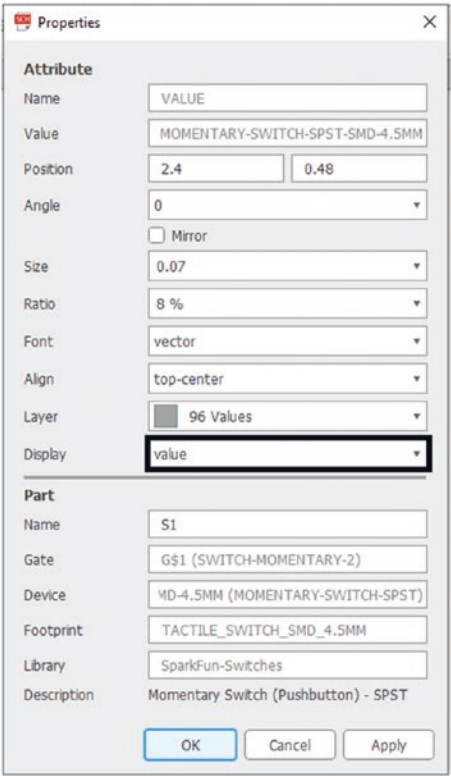 SCH Properties
Attribute
Name VALUE
Value MOMENTARY-SWITCH-SPST-SMD-4.5MM
Position 2.4 0.48
Angle 0
Mirror
Size 0.07
Ratio 8 %
Font vector
Align top-center
Layer 96 Values
Display value
Part
Name S1
Gate G$1 (SWITCH-MOMENTARY-2)
Device MD-4.5MM (MOMENTARY-SWITCH-SPST)
Footprint TACTILE_SWITCH_SMD_4.5MM
Library SparkFun-Switches
Description Momentary Switch (Pushbutton) - SPST
OK Cancel Apply